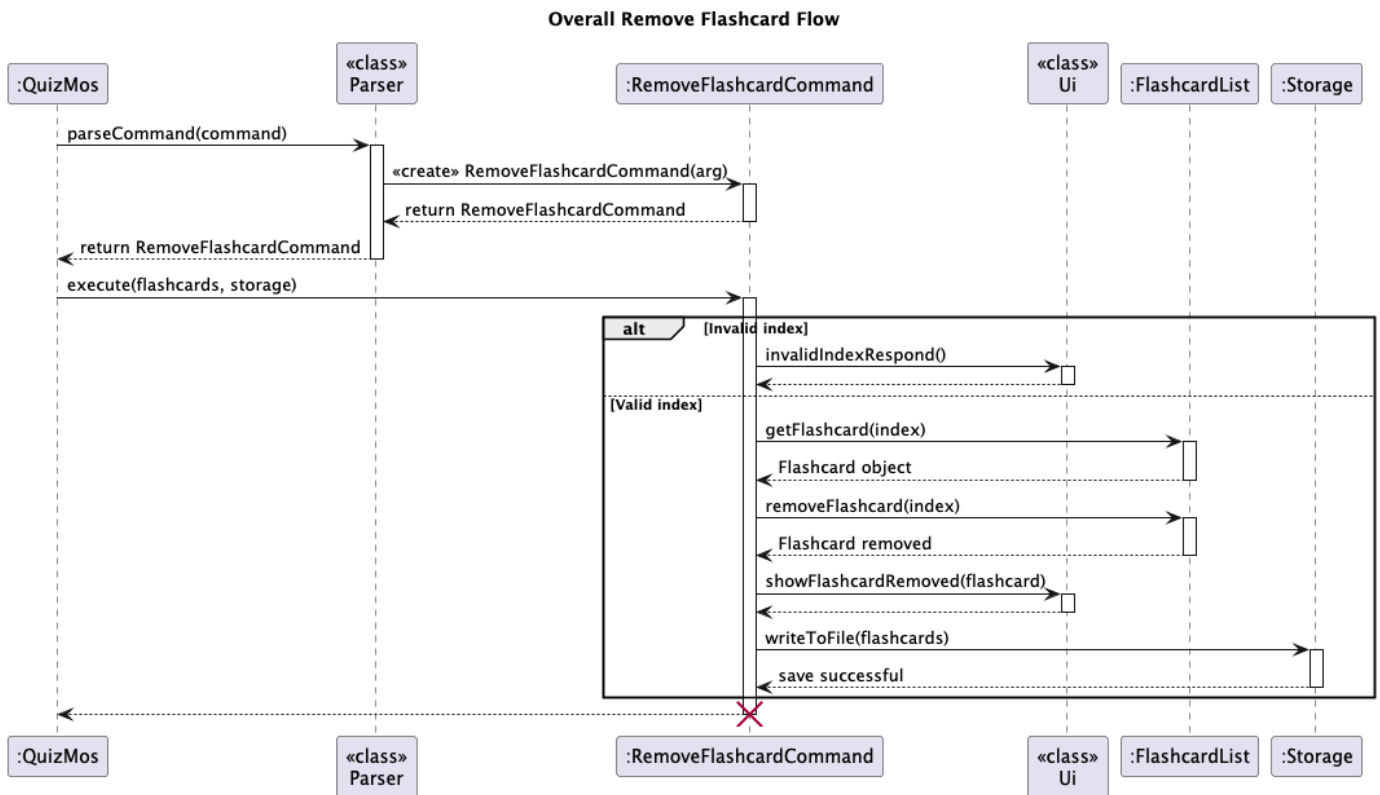 Overall Remove Flashcard Flow
:QuizMos
«class»
Parser
:RemoveFlashcardCommand
«class»
Ui
:FlashcardList
:Storage
parseCommand(command)
«create» RemoveFlashcardCommand(arg)
return RemoveFlashcardCommand
return RemoveFlashcardCommand
execute(flashcards, storage)
alt [Invalid index]
invalidIndexRespond()
[Valid index]
getFlashcard(index)
Flashcard object
removeFlashcard(index)
Flashcard removed
showFlashcardRemoved(flashcard)
writeToFile(flashcards)
save successful
:QuizMos
«class»
Parser
:RemoveFlashcardCommand
«class»
Ui
:FlashcardList
:Storage